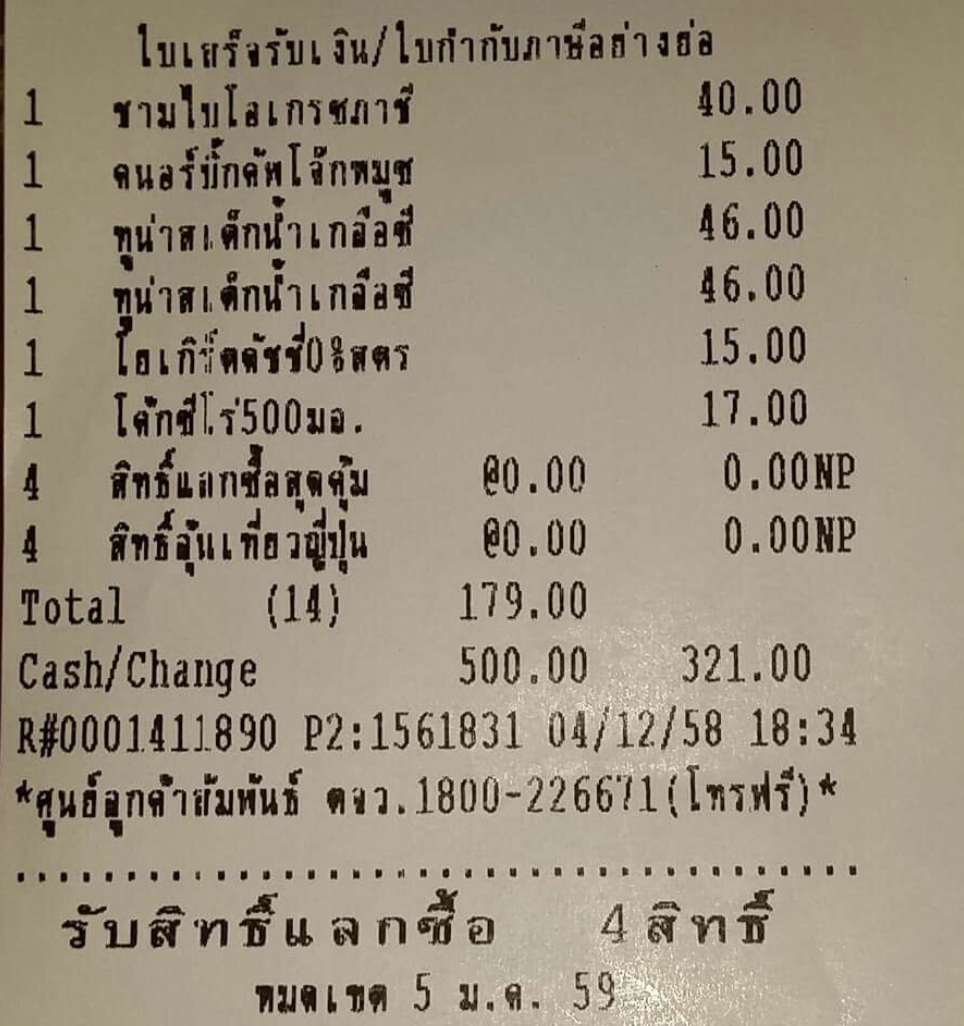 ใบเสร็จรับเงิน/ใบกำกับภาษีอย่างย่อ
1 ชามไบโอเกรซภาชี 40.00
1 คนอร์บิ๊กคัพโจ๊กหมูซ 15.00
1 ทูน่าสเต็กน้ำเกลือซี 46.00
1 ทูน่าสเต็กน้ำเกลือซี 46.00
1 โยเกิร์ตดัชชี่0%สตร 15.00
1 โค้กซีโร่500มล. 17.00
4 สิทธิ์แลกซื้อสุดคุ้ม @0.00 0.00NP
4 สิทธิ์ลุ้นเที่ยวญี่ปุ่น @0.00 0.00NP
Total (14) 179.00
Cash/Change 500.00 321.00
R#0001411890 P2:1561831 04/12/58 18:34
*ศูนย์ลูกค้าสัมพันธ์ ตจว.1800-226671(โทรฟรี)*
รับสิทธิ์แลกซื้อ 4 สิทธิ์
หมดเขต 5 ม.ค. 59